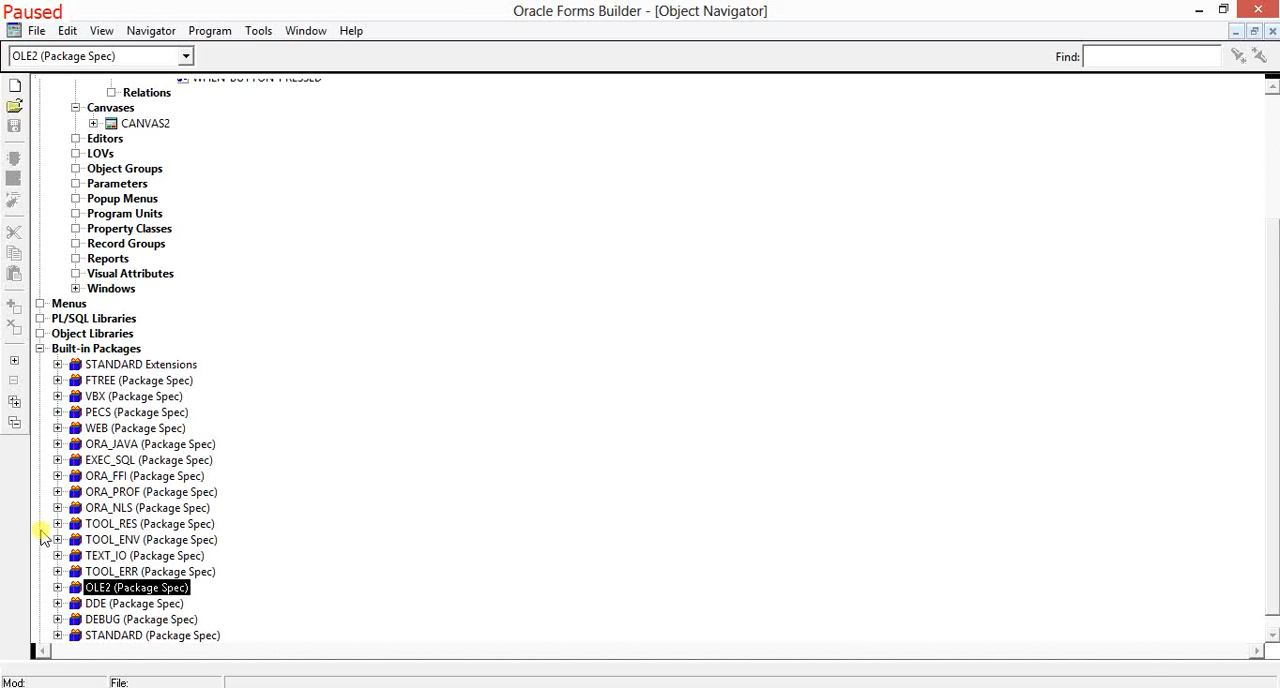 Paused
Oracle Forms Builder - [Object Navigator]
File Edit View Navigator Program Tools Window Help
OLE2 (Package Spec)
Find:
WHEN-BUTTON-PRESSED
Relations
Canvases
CANVAS2
Editors
LOVs
Object Groups
Parameters
Popup Menus
Program Units
Property Classes
Record Groups
Reports
Visual Attributes
Windows
Menus
PL/SQL Libraries
Object Libraries
Built-in Packages
STANDARD Extensions
FTREE (Package Spec)
VBX (Package Spec)
PECS (Package Spec)
WEB (Package Spec)
ORA_JAVA (Package Spec)
EXEC_SQL (Package Spec)
ORA_FFI (Package Spec)
ORA_PROF (Package Spec)
ORA_NLS (Package Spec)
TOOL_RES (Package Spec)
TOOL_ENV (Package Spec)
TEXT_IO (Package Spec)
TOOL_ERR (Package Spec)
OLE2 (Package Spec)
DDE (Package Spec)
DEBUG (Package Spec)
STANDARD (Package Spec)
Mod: File: